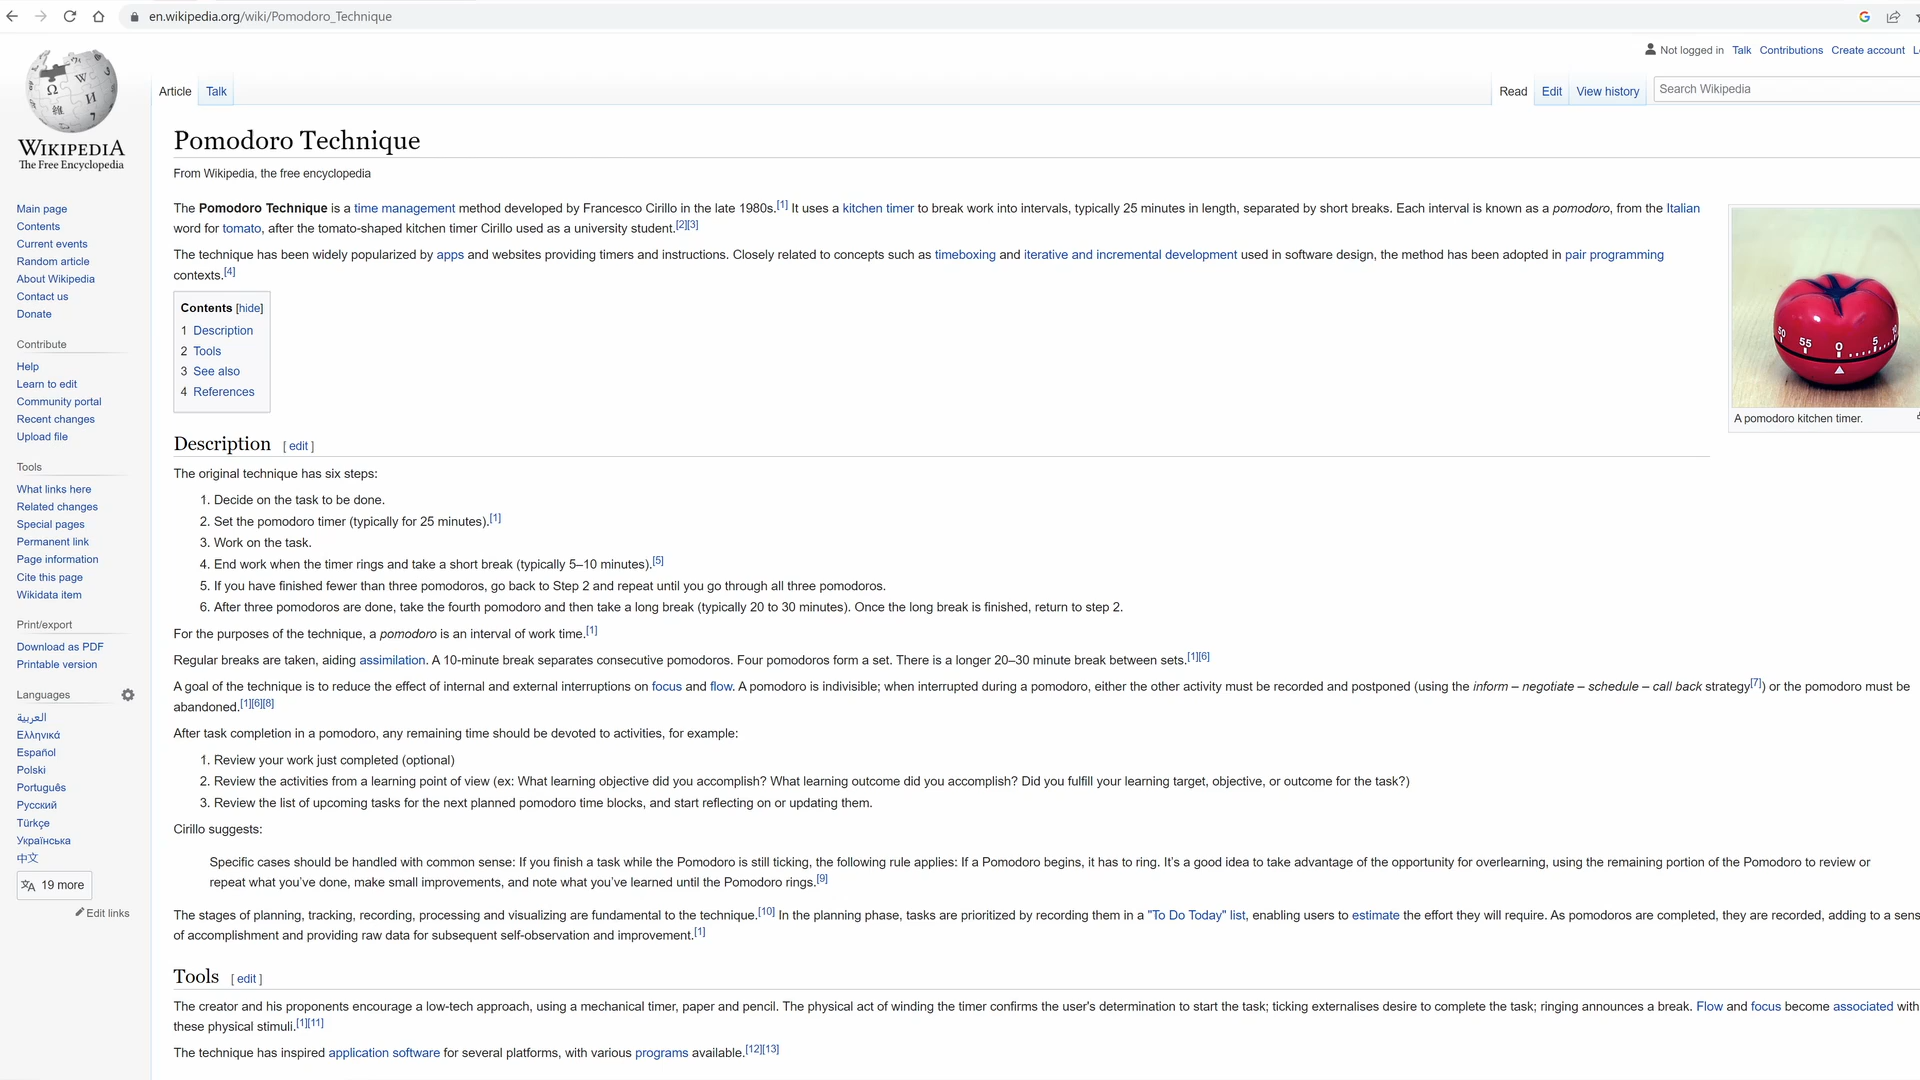 en.wikipedia.org/wiki/Pomodoro_Technique
Not logged in Talk Contributions Create account
Article Talk
Read Edit View history
Search Wikipedia
WIKIPEDIA
The Free Encyclopedia
Main page
Contents
Current events
Random article
About Wikipedia
Contact us
Donate
Contribute
Help
Learn to edit
Community portal
Recent changes
Upload file
Tools
What links here
Related changes
Special pages
Permanent link
Page information
Cite this page
Wikidata item
Print/export
Download as PDF
Printable version
Languages
العربية
Ελληνικά
Español
Polski
Português
Русский
Türkçe
Українська
中文
19 more
Edit links
Pomodoro Technique
From Wikipedia, the free encyclopedia
The Pomodoro Technique is a time management method developed by Francesco Cirillo in the late 1980s.[1] It uses a kitchen timer to break work into intervals, typically 25 minutes in length, separated by short breaks. Each interval is known as a pomodoro, from the Italian
word for tomato, after the tomato-shaped kitchen timer Cirillo used as a university student.[2][3]
The technique has been widely popularized by apps and websites providing timers and instructions. Closely related to concepts such as timeboxing and iterative and incremental development used in software design, the method has been adopted in pair programming
contexts.[4]
50 55 0 5 10
A pomodoro kitchen timer.
Contents [hide]
1 Description
2 Tools
3 See also
4 References
Description [ edit ]
The original technique has six steps:
1. Decide on the task to be done.
2. Set the pomodoro timer (typically for 25 minutes).[1]
3. Work on the task.
4. End work when the timer rings and take a short break (typically 5–10 minutes).[5]
5. If you have finished fewer than three pomodoros, go back to Step 2 and repeat until you go through all three pomodoros.
6. After three pomodoros are done, take the fourth pomodoro and then take a long break (typically 20 to 30 minutes). Once the long break is finished, return to step 2.
For the purposes of the technique, a pomodoro is an interval of work time.[1]
Regular breaks are taken, aiding assimilation. A 10-minute break separates consecutive pomodoros. Four pomodoros form a set. There is a longer 20–30 minute break between sets.[1][6]
A goal of the technique is to reduce the effect of internal and external interruptions on focus and flow. A pomodoro is indivisible; when interrupted during a pomodoro, either the other activity must be recorded and postponed (using the inform – negotiate – schedule – call back strategy[7]) or the pomodoro must be
abandoned.[1][6][8]
After task completion in a pomodoro, any remaining time should be devoted to activities, for example:
1. Review your work just completed (optional)
2. Review the activities from a learning point of view (ex: What learning objective did you accomplish? What learning outcome did you accomplish? Did you fulfill your learning target, objective, or outcome for the task?)
3. Review the list of upcoming tasks for the next planned pomodoro time blocks, and start reflecting on or updating them.
Cirillo suggests:
Specific cases should be handled with common sense: If you finish a task while the Pomodoro is still ticking, the following rule applies: If a Pomodoro begins, it has to ring. It’s a good idea to take advantage of the opportunity for overlearning, using the remaining portion of the Pomodoro to review or
repeat what you’ve done, make small improvements, and note what you’ve learned until the Pomodoro rings.[9]
The stages of planning, tracking, recording, processing and visualizing are fundamental to the technique.[10] In the planning phase, tasks are prioritized by recording them in a "To Do Today" list, enabling users to estimate the effort they will require. As pomodoros are completed, they are recorded, adding to a sens
of accomplishment and providing raw data for subsequent self-observation and improvement.[1]
Tools [ edit ]
The creator and his proponents encourage a low-tech approach, using a mechanical timer, paper and pencil. The physical act of winding the timer confirms the user's determination to start the task; ticking externalises desire to complete the task; ringing announces a break. Flow and focus become associated with
these physical stimuli.[1][11]
The technique has inspired application software for several platforms, with various programs available.[12][13]